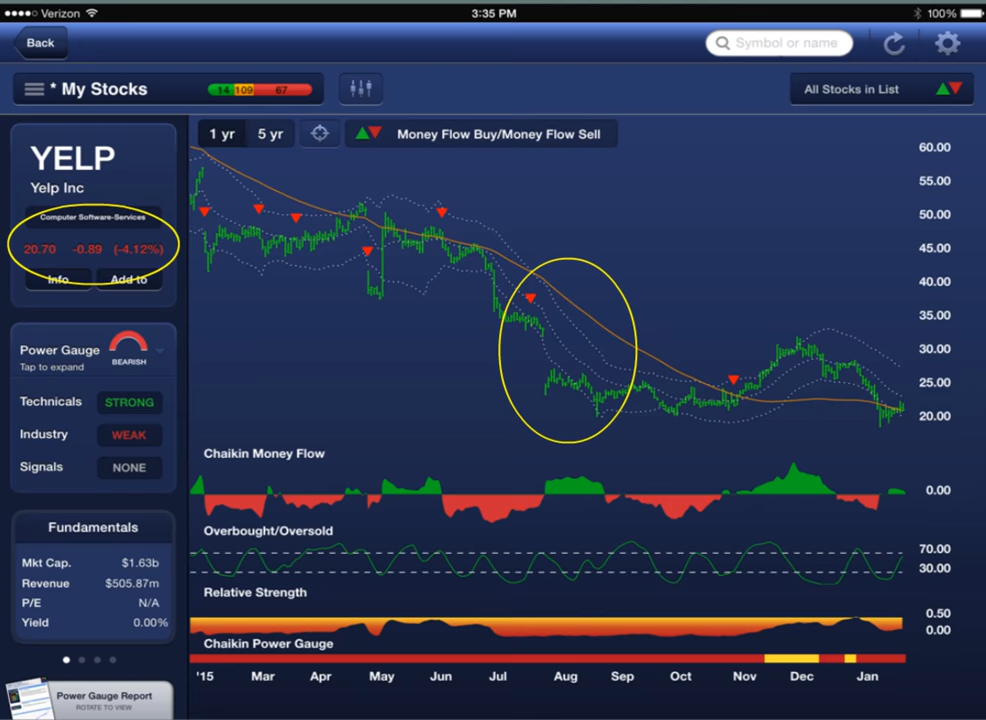 Verizon
3:35 PM
100%
Back
Symbol or name
* My Stocks
14 109 67
All Stocks in List
YELP
Yelp Inc
Computer Software-Services
20.70 -0.89 (-4.12%)
Info Add to
Power Gauge
Tap to expand
BEARISH
Technicals STRONG
Industry WEAK
Signals NONE
Fundamentals
Mkt Cap. $1.63b
Revenue $505.87m
P/E N/A
Yield 0.00%
Power Gauge Report
ROTATE TO VIEW
1 yr 5 yr
Money Flow Buy/Money Flow Sell
60.00
55.00
50.00
45.00
40.00
35.00
30.00
25.00
20.00
Chaikin Money Flow
0.00
Overbought/Oversold
70.00
30.00
Relative Strength
0.50
0.00
Chaikin Power Gauge
'15 Mar Apr May Jun Jul Aug Sep Oct Nov Dec Jan